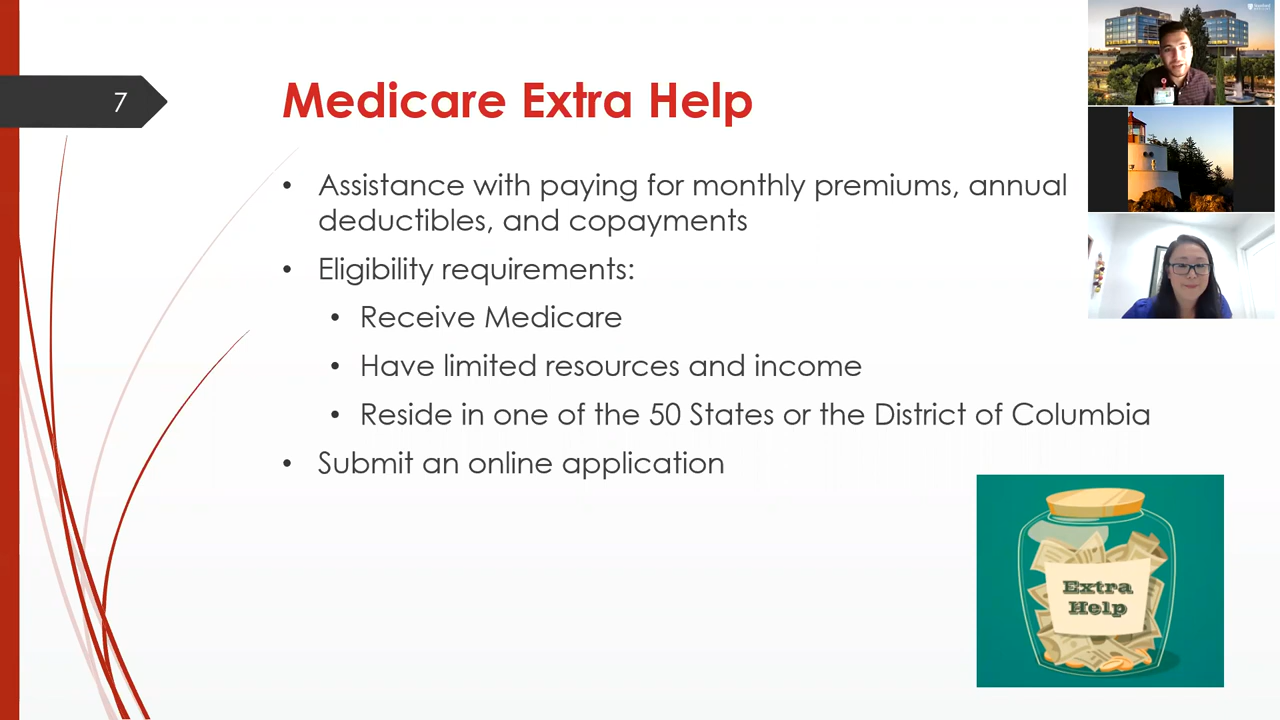 7
Medicare Extra Help
• Assistance with paying for monthly premiums, annual
deductibles, and copayments
• Eligibility requirements:
• Receive Medicare
• Have limited resources and income
• Reside in one of the 50 States or the District of Columbia
• Submit an online application
Extra
Help